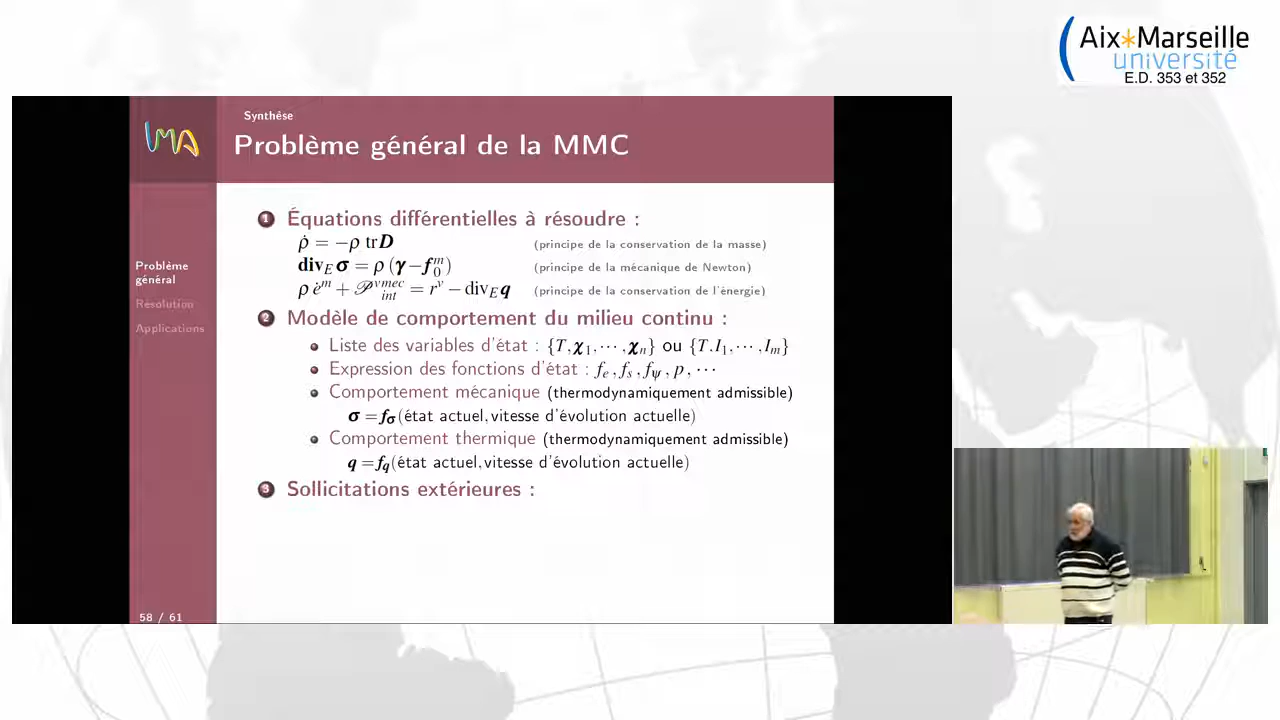 Aix*Marseille
université
E.D. 353 et 352
Synthèse
LMA
Problème général de la MMC
Problème
général
Résolution
Applications
1 Équations différentielles à résoudre :
ρ̇ = −ρ trD (principe de la conservation de la masse)
div_E σ = ρ (γ − f_0^m) (principe de la mécanique de Newton)
ρ ė^m + 𝒫_int^vmec = r^v − div_E q (principe de la conservation de l'énergie)
2 Modèle de comportement du milieu continu :
• Liste des variables d'état : {T, χ_1, ⋯, χ_n} ou {T. I_1, ⋯, I_m}
• Expression des fonctions d'état : f_e, f_s, f_ψ, p, ⋯
• Comportement mécanique (thermodynamiquement admissible)
σ = f_σ(état actuel, vitesse d'évolution actuelle)
• Comportement thermique (thermodynamiquement admissible)
q = f_q(état actuel, vitesse d'évolution actuelle)
3 Sollicitations extérieures :
58 / 61